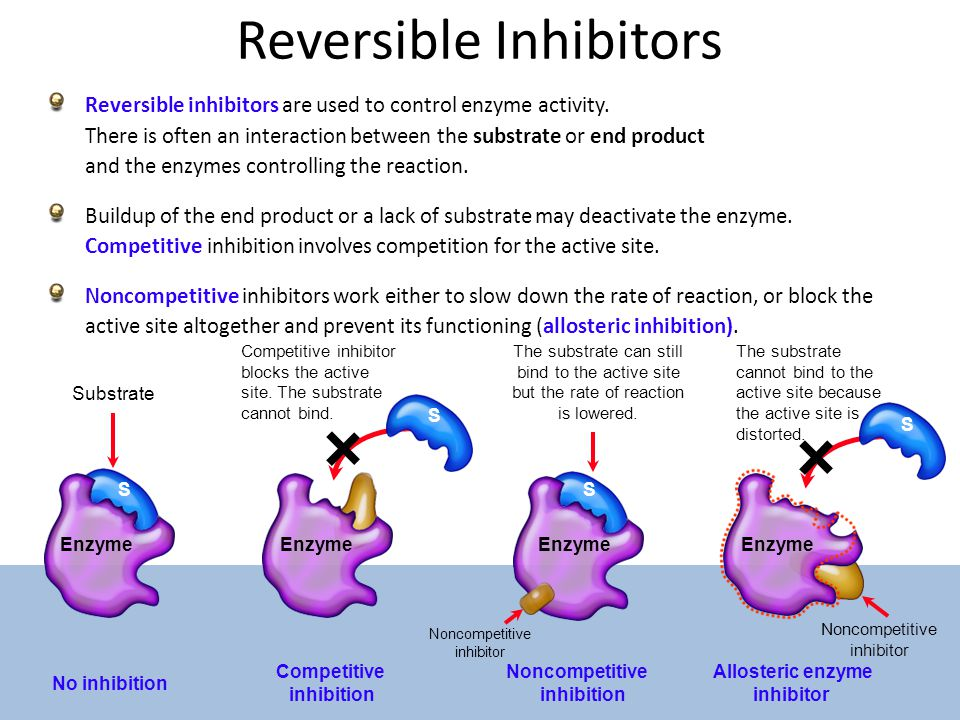 Reversible Inhibitors
Reversible inhibitors are used to control enzyme activity.
There is often an interaction between the substrate or end product
and the enzymes controlling the reaction.
Buildup of the end product or a lack of substrate may deactivate the enzyme.
Competitive inhibition involves competition for the active site.
Noncompetitive inhibitors work either to slow down the rate of reaction, or block the
active site altogether and prevent its functioning (allosteric inhibition).
Substrate
S
Enzyme
No inhibition
Competitive inhibitor
blocks the active
site. The substrate
cannot bind.
S
Enzyme
Competitive
inhibition
The substrate can still
bind to the active site
but the rate of reaction
is lowered.
S
Enzyme
Noncompetitive
inhibitor
Noncompetitive
inhibition
The substrate
cannot bind to the
active site because
the active site is
distorted.
S
Enzyme
Noncompetitive
inhibitor
Allosteric enzyme
inhibitor